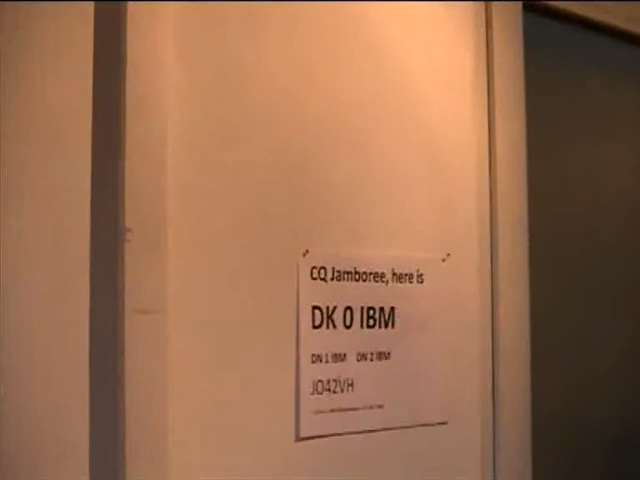 CQ Jamboree, here is
DK 0 IBM
DN 1 IBM DN 2 IBM
JO42VH